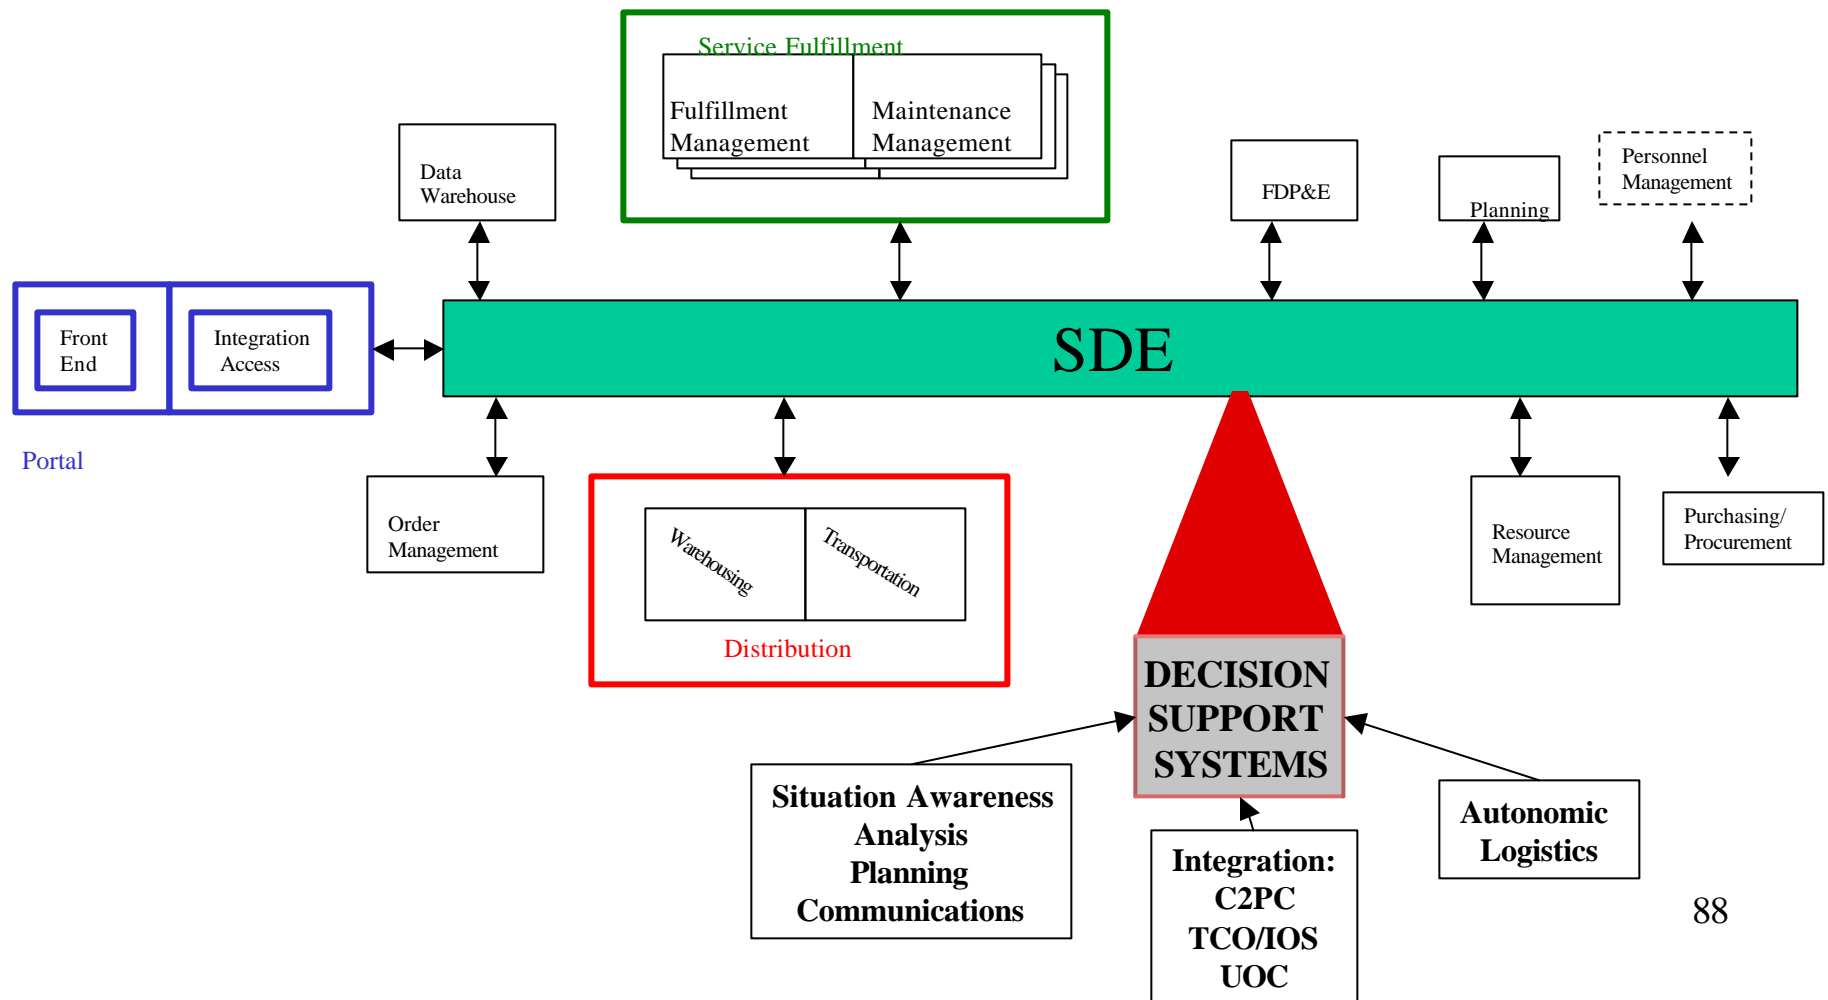 Service Fulfillment
Fulfillment
Management
Maintenance
Management
Data
Warehouse
FDP&E
Planning
Personnel
Management
Front
End
Integration
Access
SDE
Portal
Order
Management
Warehousing
Transportation
Distribution
Resource
Management
Purchasing/
Procurement
DECISION
SUPPORT
SYSTEMS
Situation Awareness
Analysis
Planning
Communications
Integration:
C2PC
TCO/IOS
UOC
Autonomic
Logistics
88